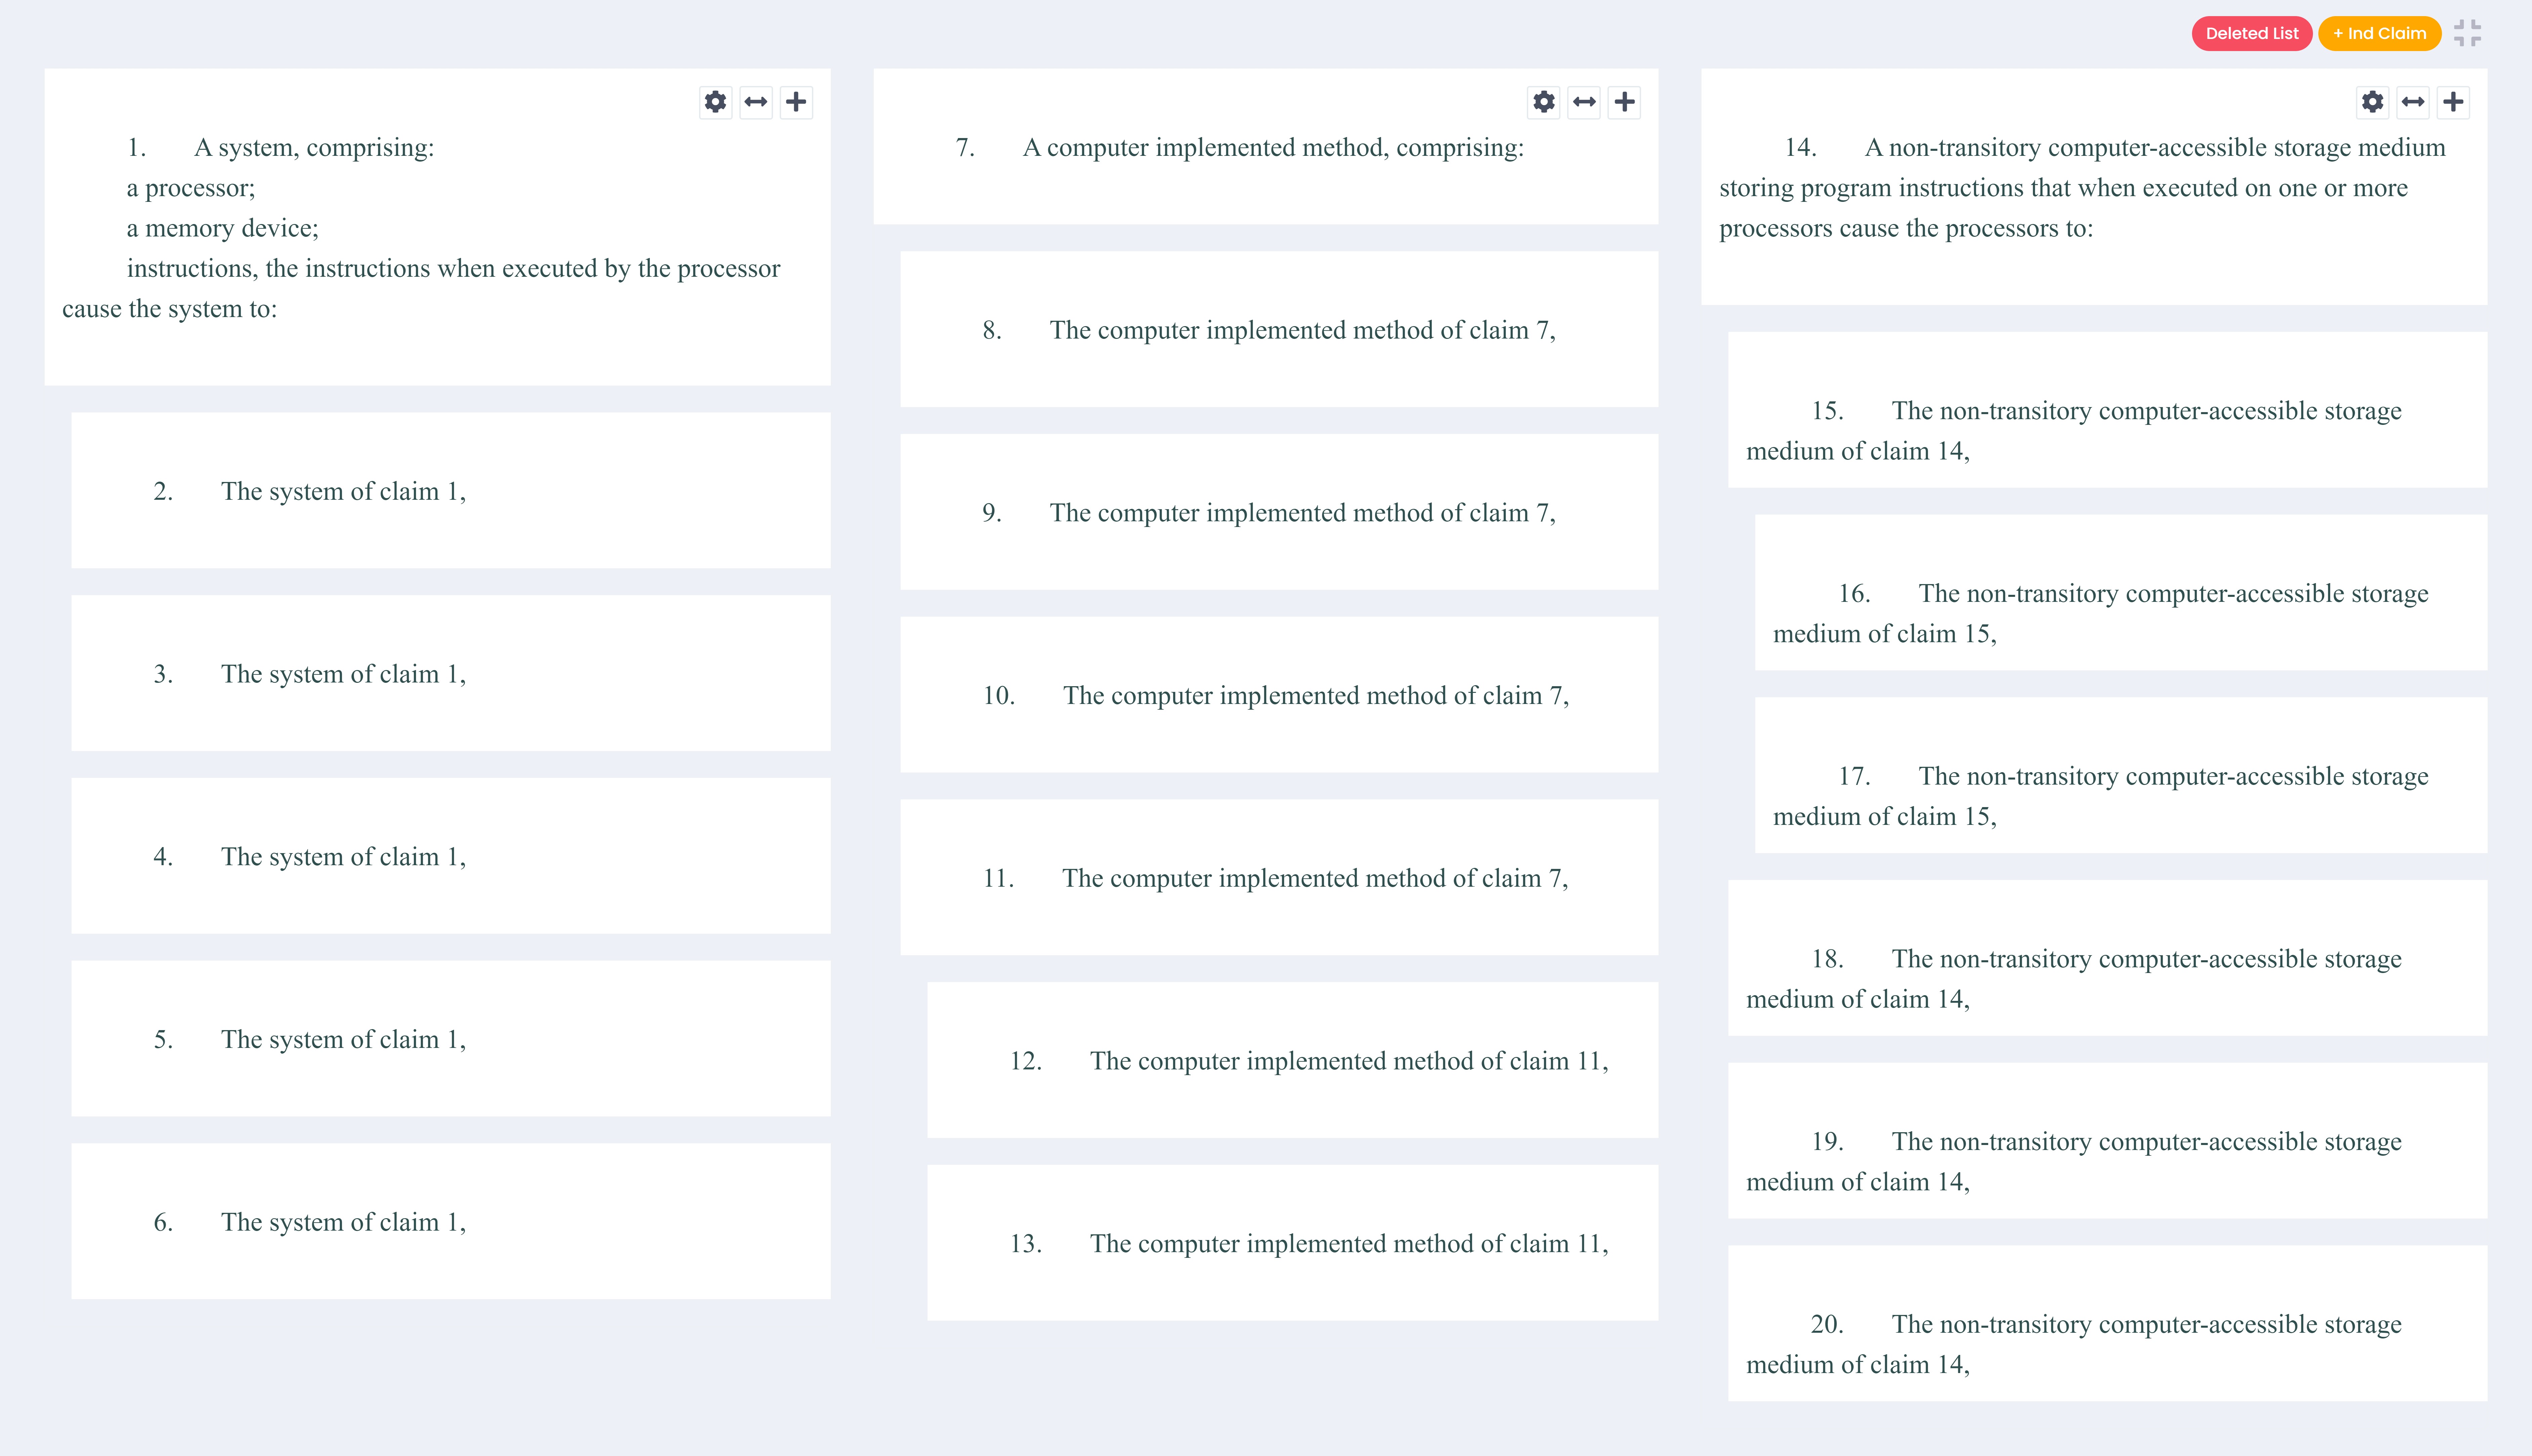 Deleted List
+ Ind Claim
1. A system, comprising:
a processor;
a memory device;
instructions, the instructions when executed by the processor
cause the system to:
2. The system of claim 1,
3. The system of claim 1,
4. The system of claim 1,
5. The system of claim 1,
6. The system of claim 1,
7. A computer implemented method, comprising:
8. The computer implemented method of claim 7,
9. The computer implemented method of claim 7,
10. The computer implemented method of claim 7,
11. The computer implemented method of claim 7,
12. The computer implemented method of claim 11,
13. The computer implemented method of claim 11,
14. A non-transitory computer-accessible storage medium
storing program instructions that when executed on one or more
processors cause the processors to:
15. The non-transitory computer-accessible storage
medium of claim 14,
16. The non-transitory computer-accessible storage
medium of claim 15,
17. The non-transitory computer-accessible storage
medium of claim 15,
18. The non-transitory computer-accessible storage
medium of claim 14,
19. The non-transitory computer-accessible storage
medium of claim 14,
20. The non-transitory computer-accessible storage
medium of claim 14,